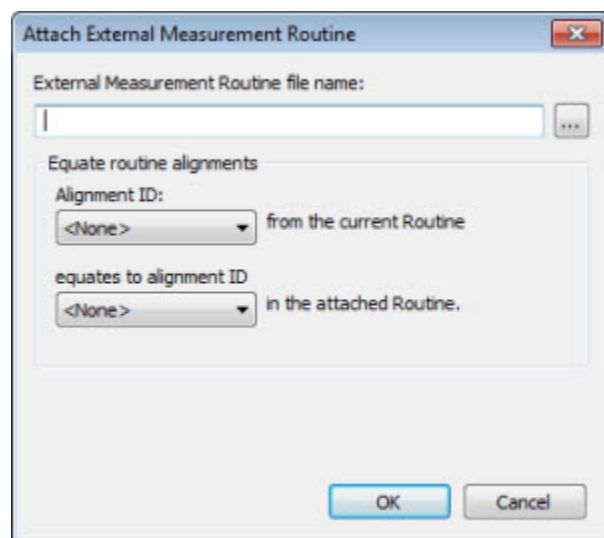 Attach External Measurement Routine
External Measurement Routine file name:
...
Equate routine alignments
Alignment ID:
<None> from the current Routine
equates to alignment ID
<None> in the attached Routine.
OK Cancel